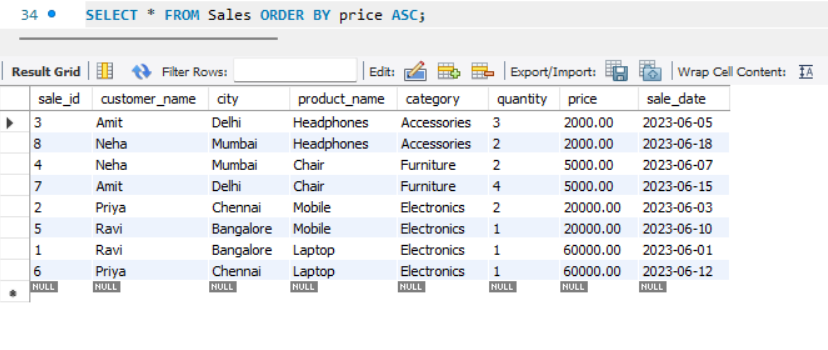 34 SELECT * FROM Sales ORDER BY price ASC;
Result Grid Filter Rows: Edit: Export/Import: Wrap Cell Content:
sale_id customer_name city product_name category quantity price sale_date
3 Amit Delhi Headphones Accessories 3 2000.00 2023-06-05
8 Neha Mumbai Headphones Accessories 2 2000.00 2023-06-18
4 Neha Mumbai Chair Furniture 2 5000.00 2023-06-07
7 Amit Delhi Chair Furniture 4 5000.00 2023-06-15
2 Priya Chennai Mobile Electronics 2 20000.00 2023-06-03
5 Ravi Bangalore Mobile Electronics 1 20000.00 2023-06-10
1 Ravi Bangalore Laptop Electronics 1 60000.00 2023-06-01
6 Priya Chennai Laptop Electronics 1 60000.00 2023-06-12
NULL NULL NULL NULL NULL NULL NULL NULL